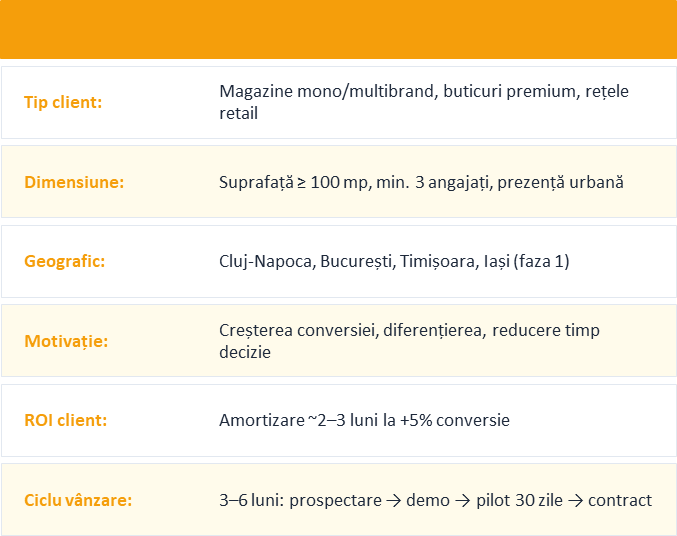 Tip client:
Magazine mono/multibrand, buticuri premium, rețele
retail
Dimensiune:
Suprafață ≥ 100 mp, min. 3 angajați, prezență urbană
Geografic:
Cluj-Napoca, București, Timișoara, Iași (faza 1)
Motivație:
Creșterea conversiei, diferențierea, reducere timp
decizie
ROI client:
Amortizare ~2–3 luni la +5% conversie
Ciclu vânzare:
3–6 luni: prospectare → demo → pilot 30 zile → contract